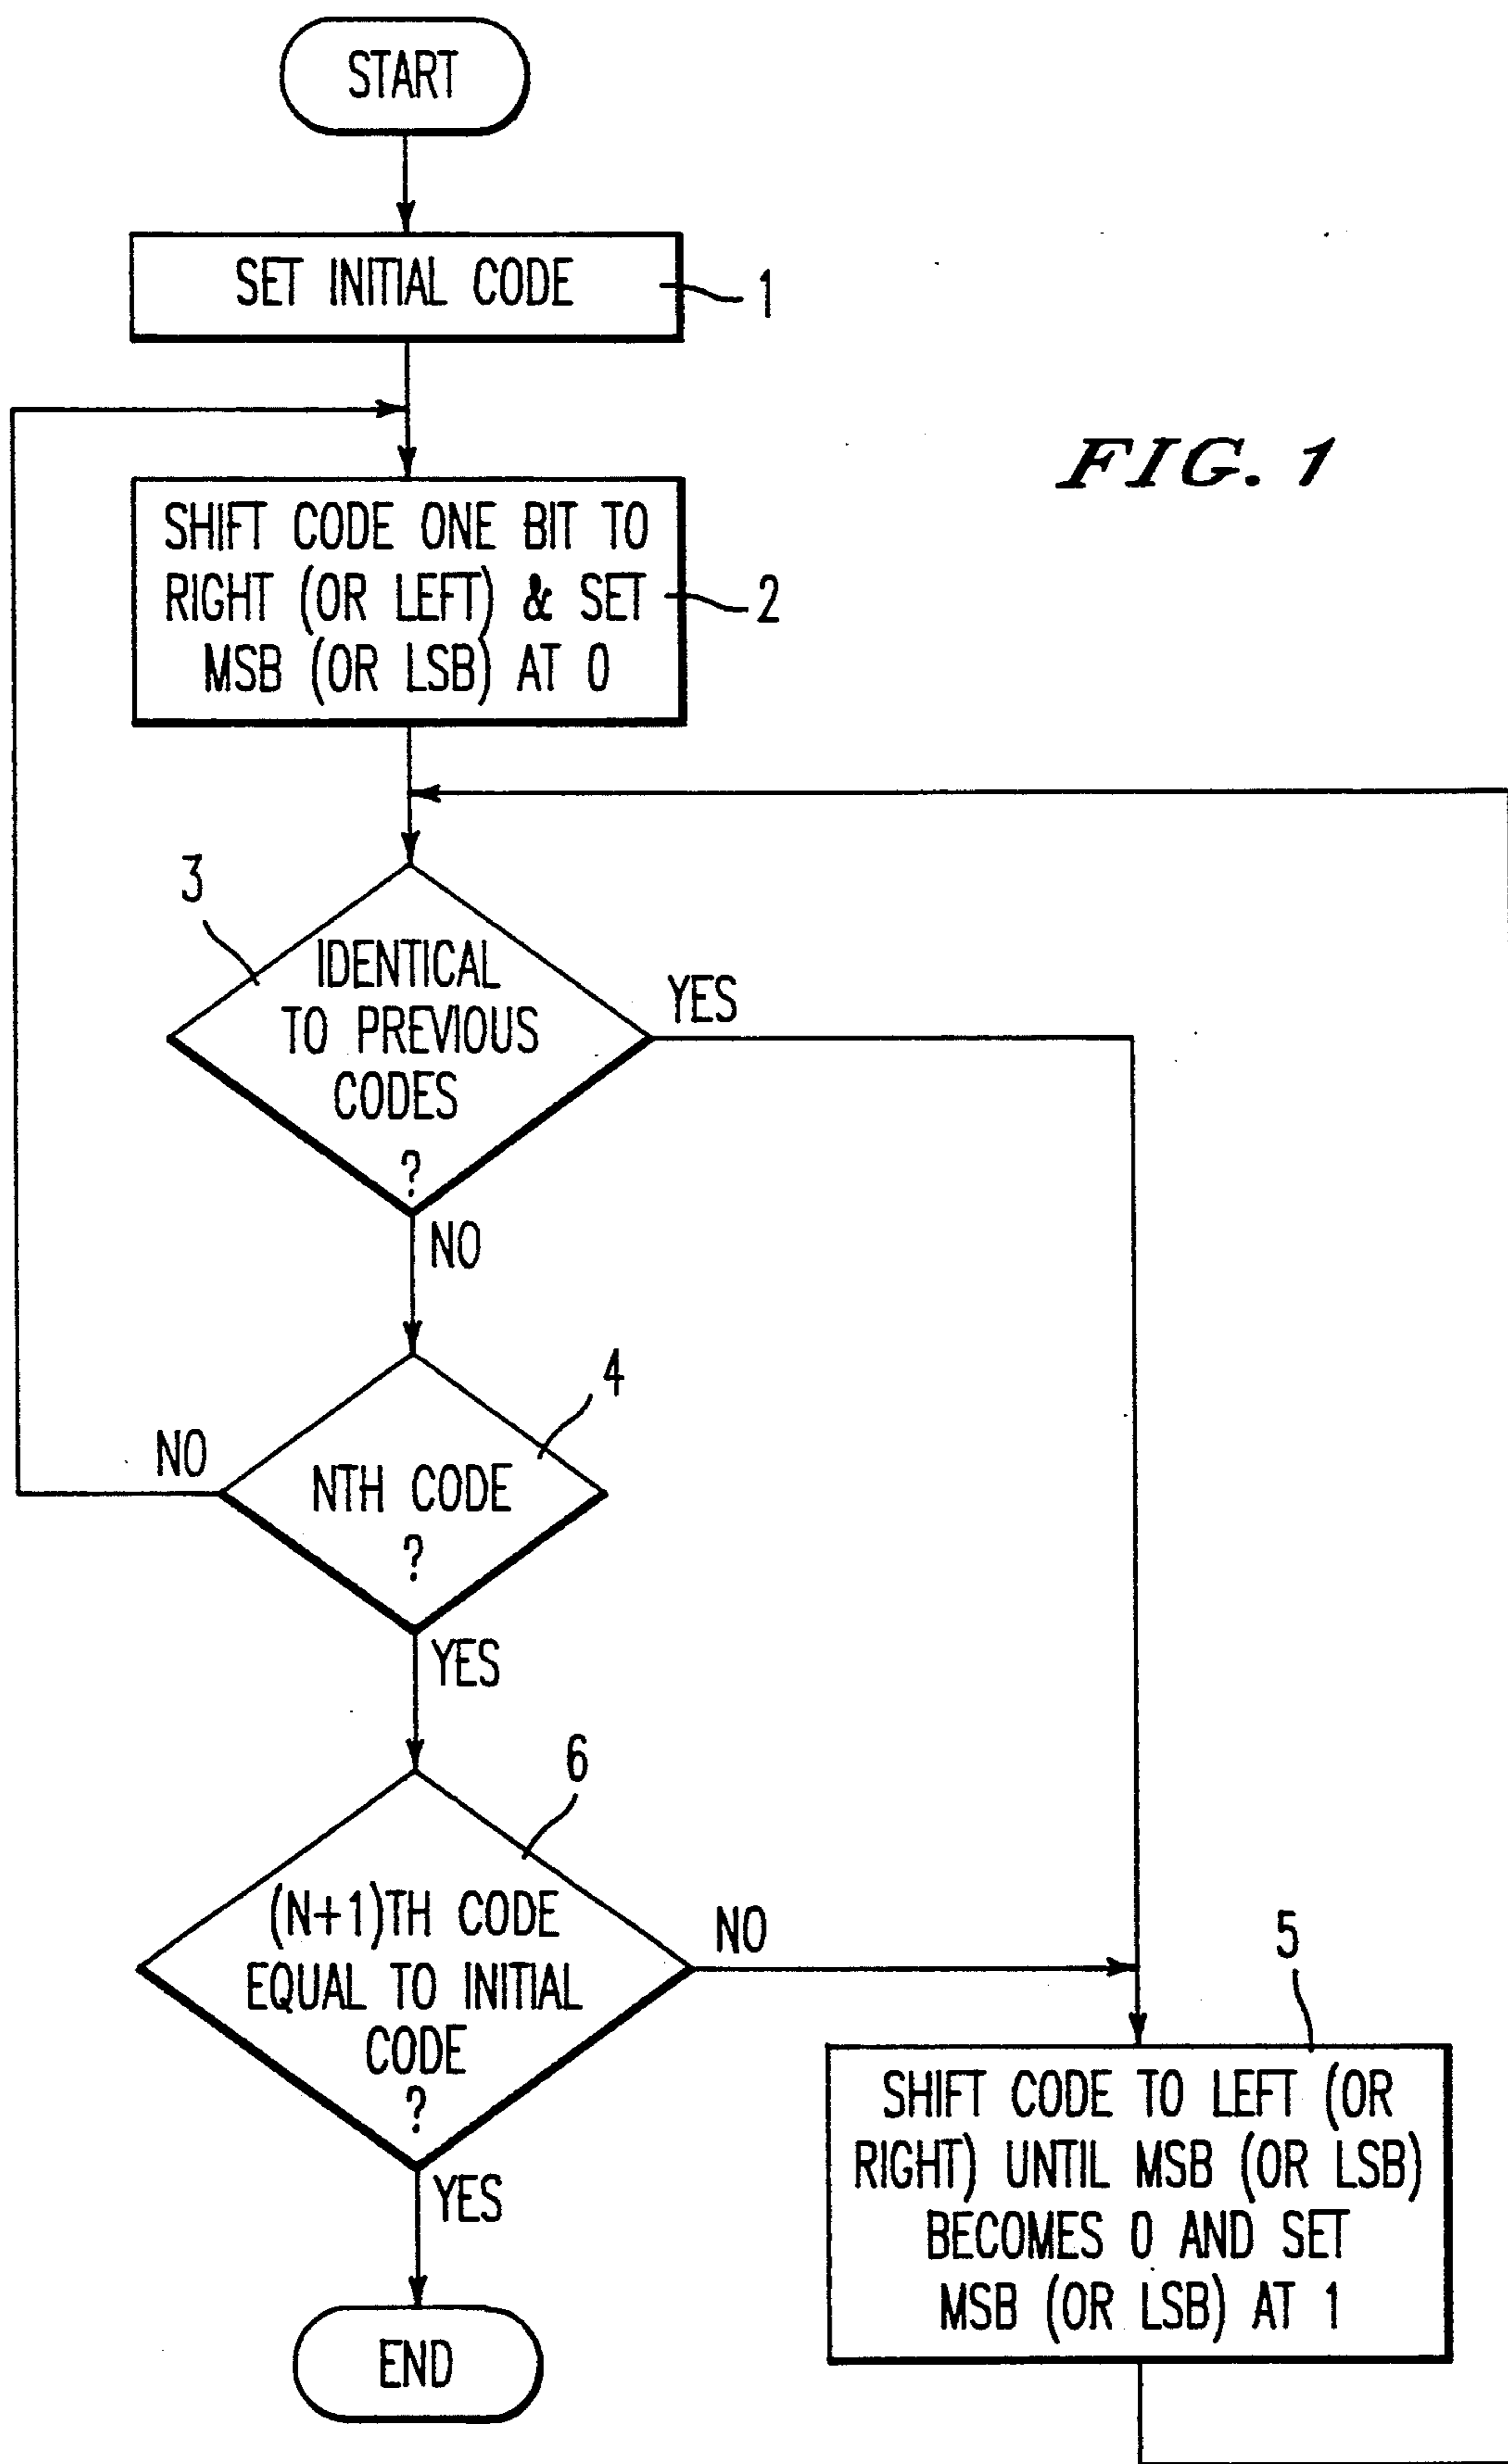 START
SET INITIAL CODE
1
FIG. 1
SHIFT CODE ONE BIT TO
RIGHT (OR LEFT) & SET
MSB (OR LSB) AT 0
2
3
IDENTICAL
TO PREVIOUS
CODES
?
YES
NO
4
NTH CODE
?
NO
YES
6
(N+1)TH CODE
EQUAL TO INITIAL
CODE
?
NO
YES
5
SHIFT CODE TO LEFT (OR
RIGHT) UNTIL MSB (OR LSB)
BECOMES 0 AND SET
MSB (OR LSB) AT 1
END